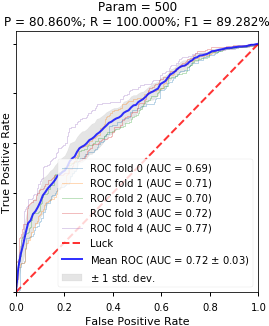 Param = 500
P = 80.860%; R = 100.000%; F1 = 89.282%
True Positive Rate
ROC fold 0 (AUC = 0.69)
ROC fold 1 (AUC = 0.71)
ROC fold 2 (AUC = 0.70)
ROC fold 3 (AUC = 0.72)
ROC fold 4 (AUC = 0.77)
Luck
Mean ROC (AUC = 0.72 ± 0.03)
± 1 std. dev.
0.0 0.2 0.4 0.6 0.8 1.0
False Positive Rate